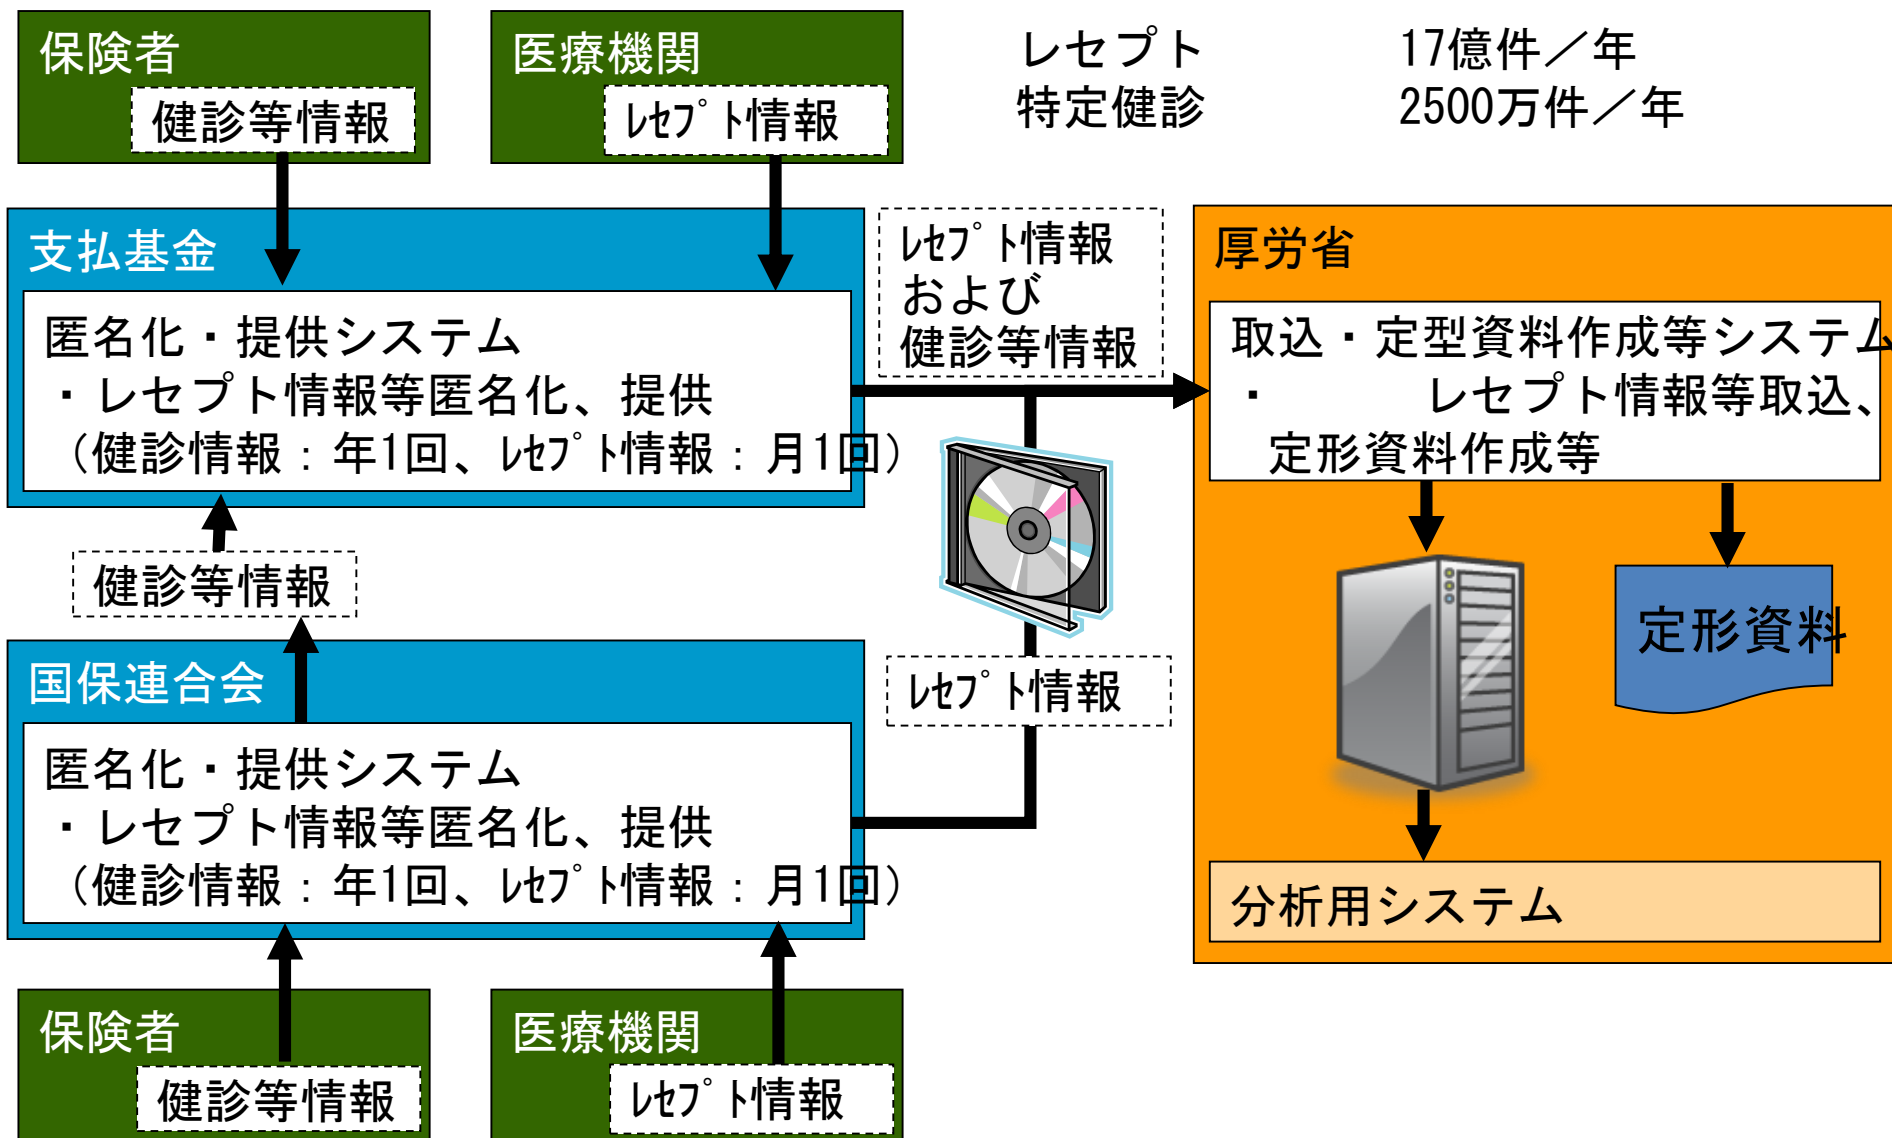 保険者
健診等情報
医療機関
ﾚｾﾌﾟﾄ情報
レセプト 17億件／年
特定健診 2500万件／年
支払基金
匿名化・提供システム
・レセプト情報等匿名化、提供
（健診情報：年1回、ﾚｾﾌﾟﾄ情報：月1回）
ﾚｾﾌﾟﾄ情報
および
健診等情報
厚労省
取込・定型資料作成等システム
・ レセプト情報等取込、
定形資料作成等
健診等情報
定形資料
国保連合会
ﾚｾﾌﾟﾄ情報
匿名化・提供システム
・レセプト情報等匿名化、提供
（健診情報：年1回、ﾚｾﾌﾟﾄ情報：月1回）
分析用システム
保険者
健診等情報
医療機関
ﾚｾﾌﾟﾄ情報